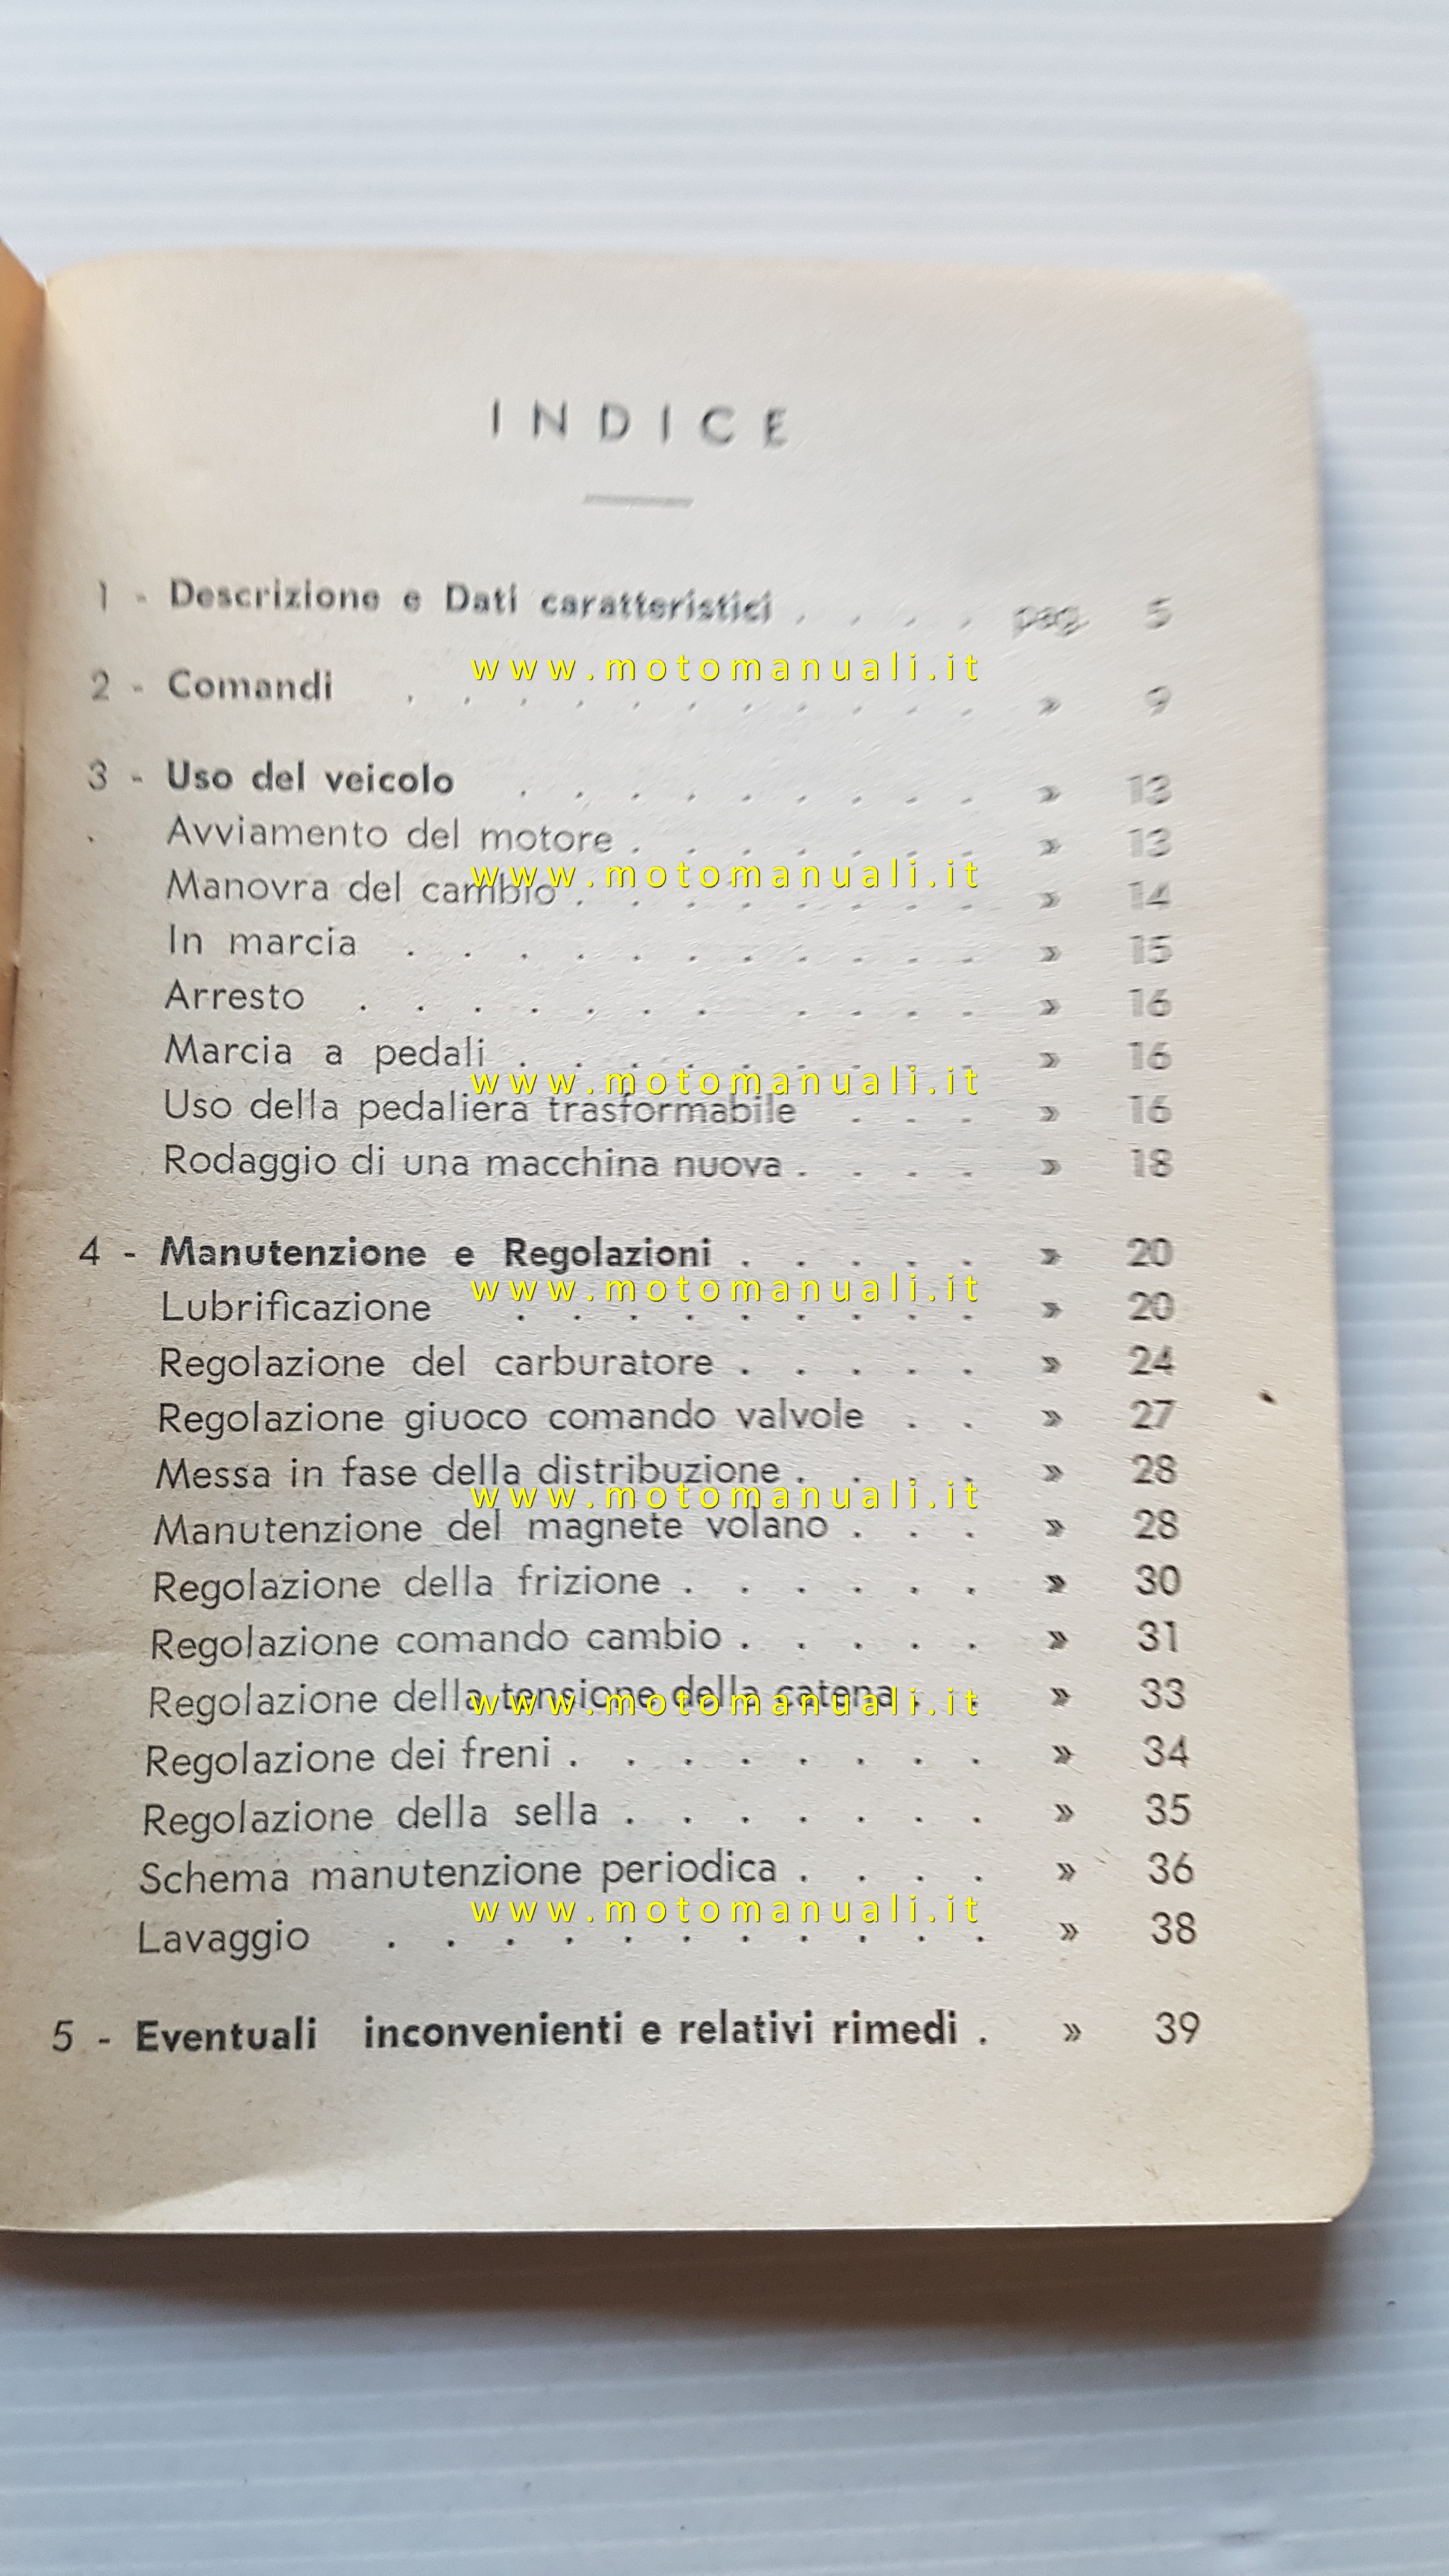 INDICE
1 - Descrizione e Dati caratteristici . . . . pag. 5
www.motomanuali.it
2 - Comandi . . . . . . . . . . . » 9
3 - Uso del veicolo . . . . . . . . . » 13
Avviamento del motore . . . . . . . » 13
www.motomanuali.it
Manovra del cambio . . . . . . . . » 14
In marcia . . . . . . . . . . . » 15
Arresto . . . . . . . . . . . » 16
Marcia a pedali . . . . . . . . . » 16
www.motomanuali.it
Uso della pedaliera trasformabile . . . » 16
Rodaggio di una macchina nuova . . . . » 18
4 - Manutenzione e Regolazioni . . . . . » 20
www.motomanuali.it
Lubrificazione . . . . . . . . . » 20
Regolazione del carburatore . . . . . » 24
Regolazione giuoco comando valvole . . » 27
Messa in fase della distribuzione . . . . » 28
www.motomanuali.it
Manutenzione del magnete volano . . . » 28
Regolazione della frizione . . . . . . » 30
Regolazione comando cambio . . . . . » 31
Regolazione della tensione della catena . . » 33
www.motomanuali.it
Regolazione dei freni . . . . . . . . » 34
Regolazione della sella . . . . . . . » 35
Schema manutenzione periodica . . . . » 36
www.motomanuali.it
Lavaggio . . . . . . . . . . . » 38
5 - Eventuali inconvenienti e relativi rimedi . » 39